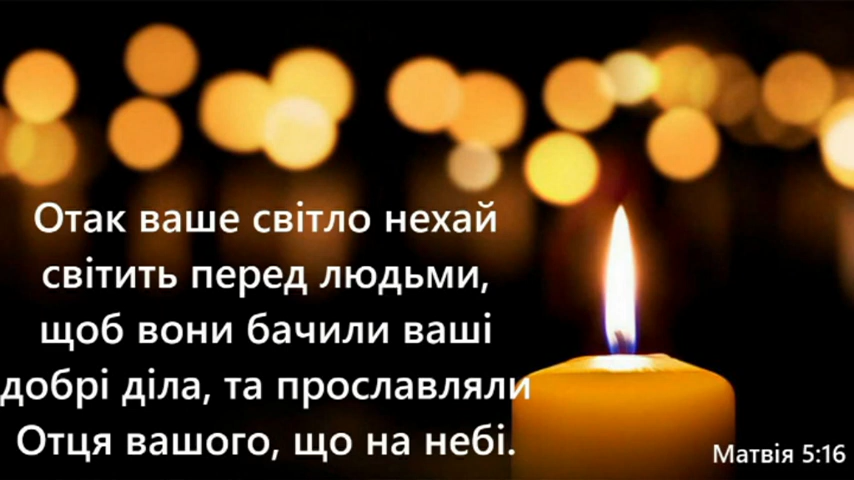 Отак ваше світло нехай
світить перед людьми,
щоб вони бачили ваші
добрі діла, та прославляли
Отця вашого, що на небі.
Матвія 5:16